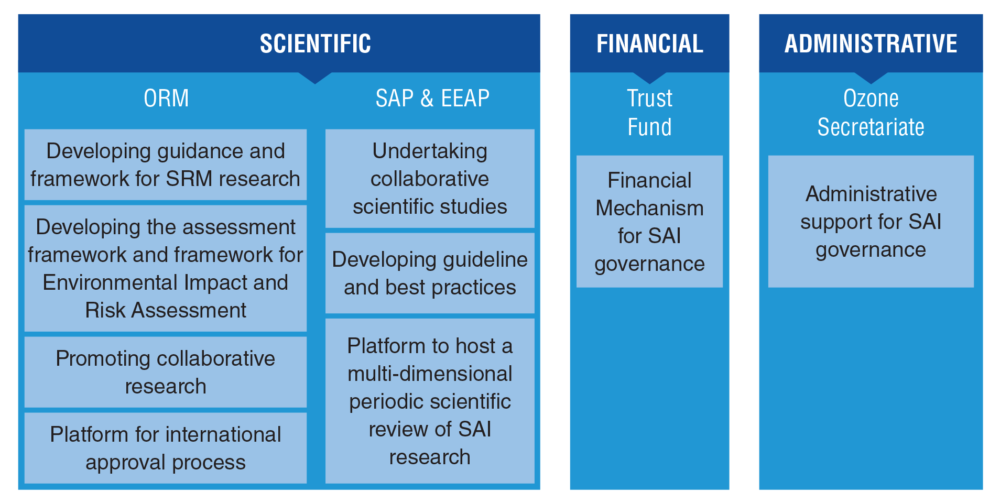 SCIENTIFIC
ORM
Developing guidance and
framework for SRM research
Developing the assessment
framework and framework for
Environmental Impact and
Risk Assessment
Promoting collaborative
research
Platform for international
approval process
SAP & EEAP
Undertaking
collaborative
scientific studies
Developing guideline
and best practices
Platform to host a
multi-dimensional
periodic scientific
review of SAI
research
FINANCIAL
Trust
Fund
Financial
Mechanism
for SAI
governance
ADMINISTRATIVE
Ozone
Secretariate
Administrative
support for SAI
governance